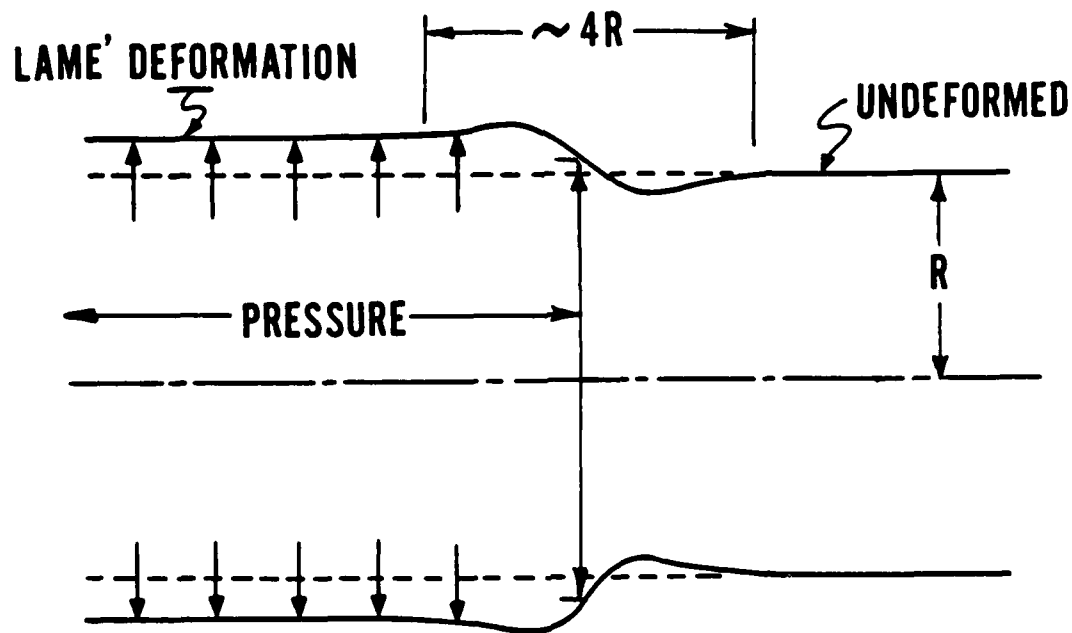 ~ 4R
LAME' DEFORMATION
UNDEFORMED
R
PRESSURE